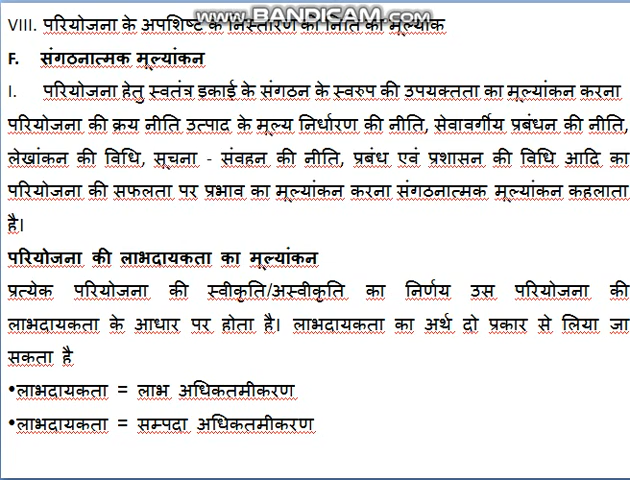 www.BANDICAM.com
VIII. परियोजना के अपशिष्ट के निस्तारण की निति का मूल्यांक
F. संगठनात्मक मूल्यांकन
I. परियोजना हेतु स्वतंत्र इकाई के संगठन के स्वरुप की उपयक्तता का मूल्यांकन करना
परियोजना की क्रय नीति उत्पाद के मूल्य निर्धारण की नीति, सेवावर्गीय प्रबंधन की नीति,
लेखांकन की विधि, सूचना - संवहन की नीति, प्रबंध एवं प्रशासन की विधि आदि का
परियोजना की सफलता पर प्रभाव का मूल्यांकन करना संगठनात्मक मूल्यांकन कहलाता
है।
परियोजना की लाभदायकता का मूल्यांकन
प्रत्येक परियोजना की स्वीकृति/अस्वीकृति का निर्णय उस परियोजना की
लाभदायकता के आधार पर होता है। लाभदायकता का अर्थ दो प्रकार से लिया जा
सकता है
•लाभदायकता = लाभ अधिकतमीकरण
•लाभदायकता = सम्पदा अधिकतमीकरण